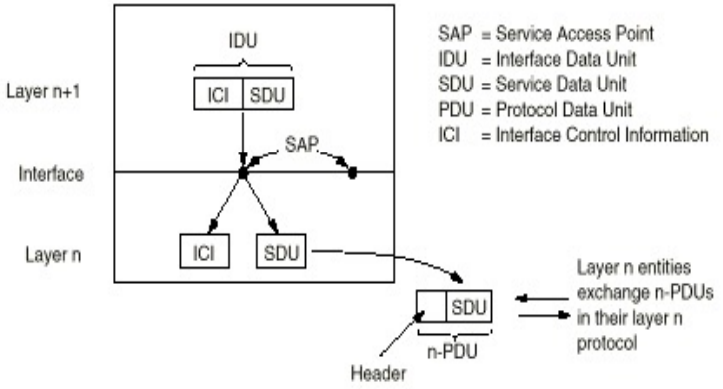 IDU
Layer n+1
ICI SDU
SAP
Interface
Layer n
ICI SDU
SAP = Service Access Point
IDU = Interface Data Unit
SDU = Service Data Unit
PDU = Protocol Data Unit
ICI = Interface Control Information
SDU
n-PDU
Header
Layer n entities
exchange n-PDUs
in their layer n
protocol